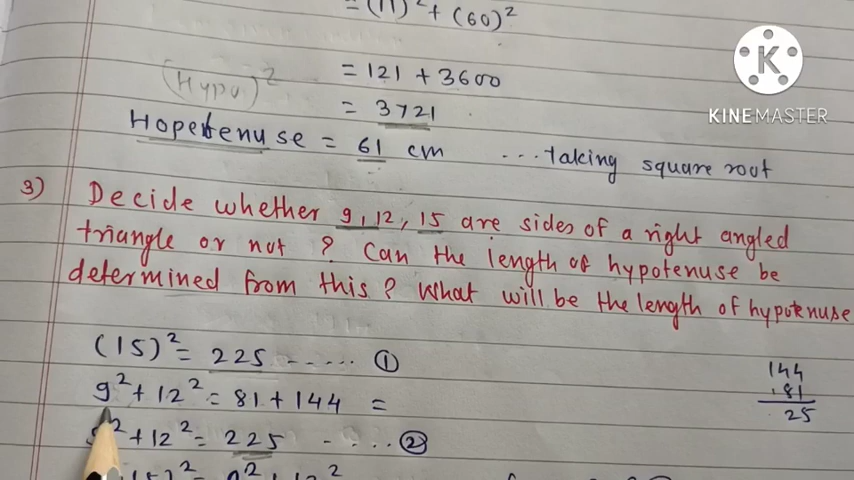 = (11)² + (60)²
(Hypo)² = 121 + 3600
= 3721
Hopetenuse = 61 cm ... taking square root
3) Decide whether 9, 12, 15 are sides of a right angled
triangle or not ? Can the length of hypotenuse be
determined from this ? What will be the length of hypotenuse
(15)² = 225 ...... ①
9² + 12² = 81 + 144 =
9² + 12² = 225 ..... ②
144
81
25
K
KINEMASTER